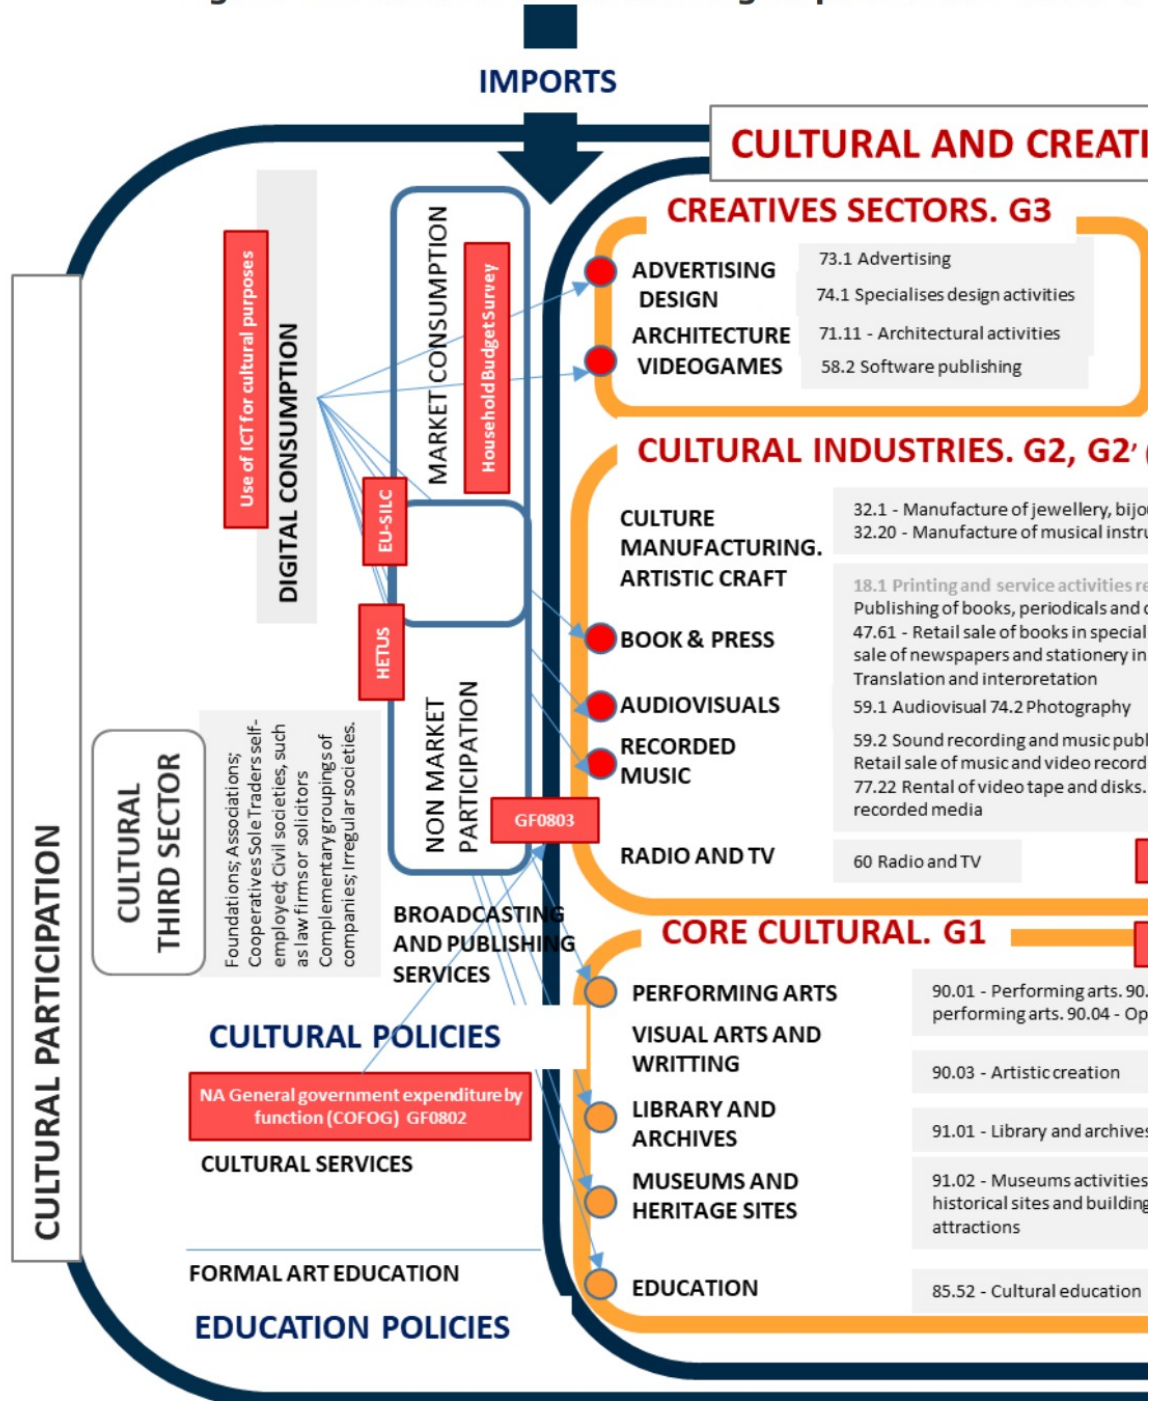 IMPORTS
CULTURAL AND CREATI
CREATIVES SECTORS. G3
ADVERTISING
DESIGN
ARCHITECTURE
VIDEOGAMES
73.1 Advertising
74.1 Specialises design activities
71.11 - Architectural activities
58.2 Software publishing
Use of ICT for cultural purposes
DIGITAL CONSUMPTION
MARKET CONSUMPTION
Household Budget Survey
EU-SILC
HETUS
NON MARKET
PARTICIPATION
GF0803
CULTURAL INDUSTRIES. G2, G2’ (
CULTURE
MANUFACTURING.
ARTISTIC CRAFT
32.1 - Manufacture of jewellery, bijou
32.20 - Manufacture of musical instru
BOOK & PRESS
18.1 Printing and service activities re
Publishing of books, periodicals and
47.61 - Retail sale of books in special
sale of newspapers and stationery in
Translation and interpretation
AUDIOVISUALS
59.1 Audiovisual 74.2 Photography
RECORDED
MUSIC
59.2 Sound recording and music publ
Retail sale of music and video record
77.22 Rental of video tape and disks.
recorded media
RADIO AND TV
60 Radio and TV
CULTURAL PARTICIPATION
CULTURAL
THIRD SECTOR
Foundations; Associations;
Cooperatives Sole Traders self-
employed; Civil societies, such
as law firms or solicitors
Complementary groupings of
companies; Irregular societies.
BROADCASTING
AND PUBLISHING
SERVICES
CULTURAL POLICIES
NA General government expenditure by
function (COFOG) GF0802
CULTURAL SERVICES
FORMAL ART EDUCATION
EDUCATION POLICIES
CORE CULTURAL. G1
PERFORMING ARTS
90.01 - Performing arts. 90.
performing arts. 90.04 - Op
VISUAL ARTS AND
WRITTING
90.03 - Artistic creation
LIBRARY AND
ARCHIVES
91.01 - Library and archives
MUSEUMS AND
HERITAGE SITES
91.02 - Museums activities
historical sites and building
attractions
EDUCATION
85.52 - Cultural education